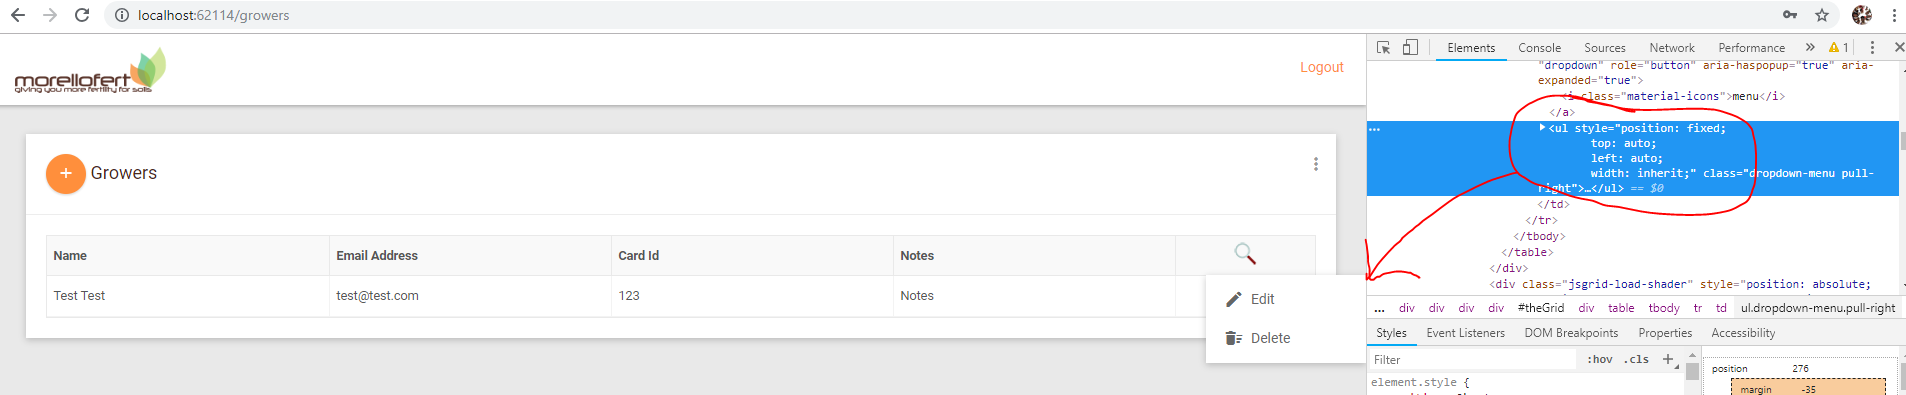 localhost:62114/growers
morellofert
giving you more fertility for soils
Logout
+ Growers
Name Email Address Card Id Notes
Test Test test@test.com 123 Notes
Edit
Delete
Elements Console Sources Network Performance » 1
"dropdown" role="button" aria-haspopup="true" aria-
expanded="true">
<i class="material-icons">menu</i>
</a>
... <ul style="position: fixed;
top: auto;
left: auto;
width: inherit;" class="dropdown-menu pull-
right">…</ul> == $0
</td>
</tr>
</tbody>
</table>
</div>
<div class="jsgrid-load-shader" style="position: absolute;
... div div div div #theGrid div table tbody tr td ul.dropdown-menu.pull-right
Styles Event Listeners DOM Breakpoints Properties Accessibility
Filter :hov .cls +
element.style {
position 276
margin -35